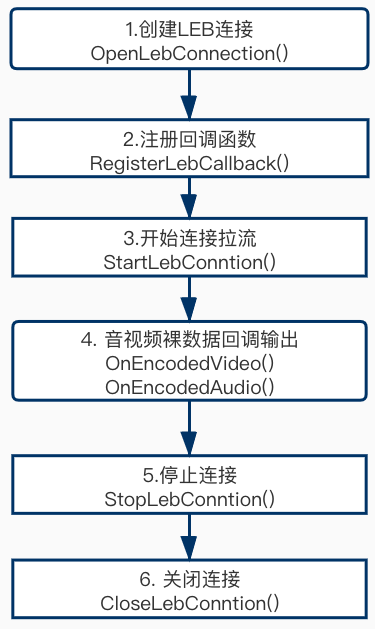 1.创建LEB连接
OpenLebConnection()
2.注册回调函数
RegisterLebCallback()
3.开始连接拉流
StartLebConntion()
4. 音视频裸数据回调输出
OnEncodedVideo()
OnEncodedAudio()
5.停止连接
StopLebConntion()
6. 关闭连接
CloseLebConntion()